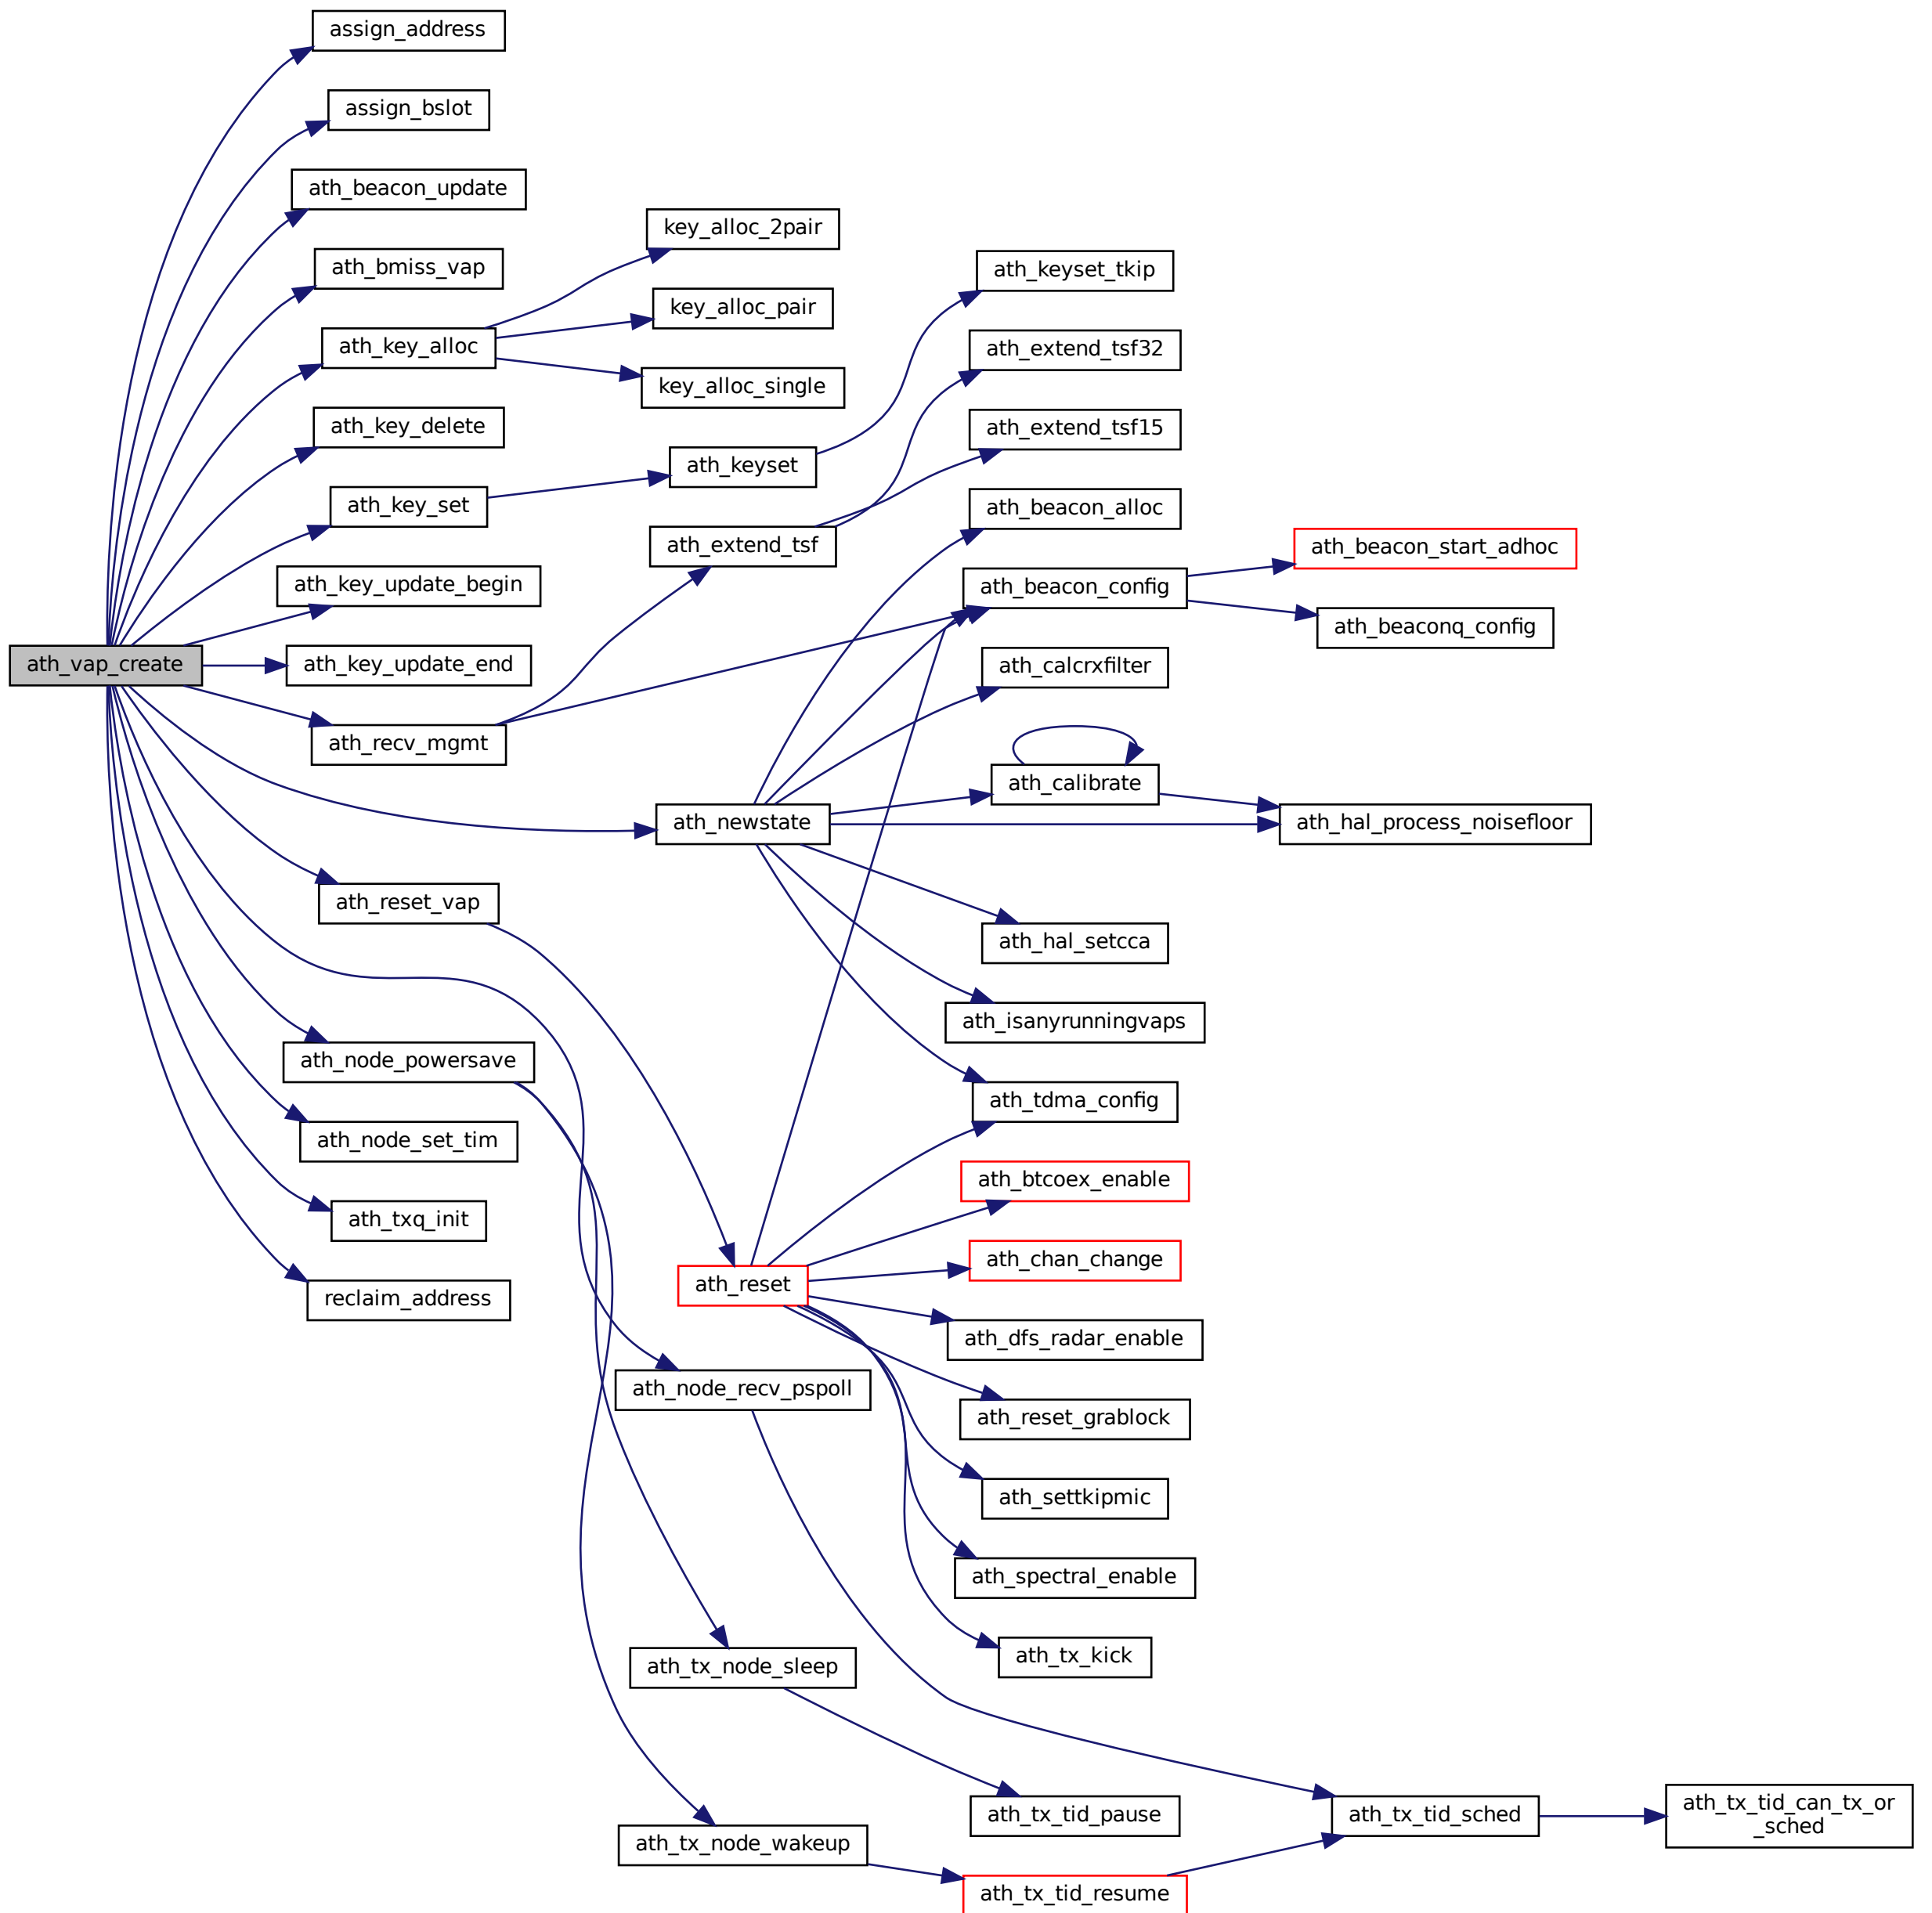 assign_address
assign_bslot
ath_beacon_update
key_alloc_2pair
ath_bmiss_vap
ath_keyset_tkip
key_alloc_pair
ath_key_alloc
ath_extend_tsf32
key_alloc_single
ath_key_delete
ath_extend_tsf15
ath_keyset
ath_key_set
ath_beacon_alloc
ath_extend_tsf
ath_beacon_start_adhoc
ath_key_update_begin
ath_beacon_config
ath_beaconq_config
ath_vap_create
ath_key_update_end
ath_calcrxfilter
ath_recv_mgmt
ath_calibrate
ath_newstate
ath_hal_process_noisefloor
ath_reset_vap
ath_hal_setcca
ath_isanyrunningvaps
ath_node_powersave
ath_tdma_config
ath_node_set_tim
ath_btcoex_enable
ath_txq_init
ath_chan_change
ath_reset
reclaim_address
ath_dfs_radar_enable
ath_node_recv_pspoll
ath_reset_grablock
ath_settkipmic
ath_spectral_enable
ath_tx_kick
ath_tx_node_sleep
ath_tx_tid_pause
ath_tx_tid_sched
ath_tx_tid_can_tx_or
_sched
ath_tx_node_wakeup
ath_tx_tid_resume